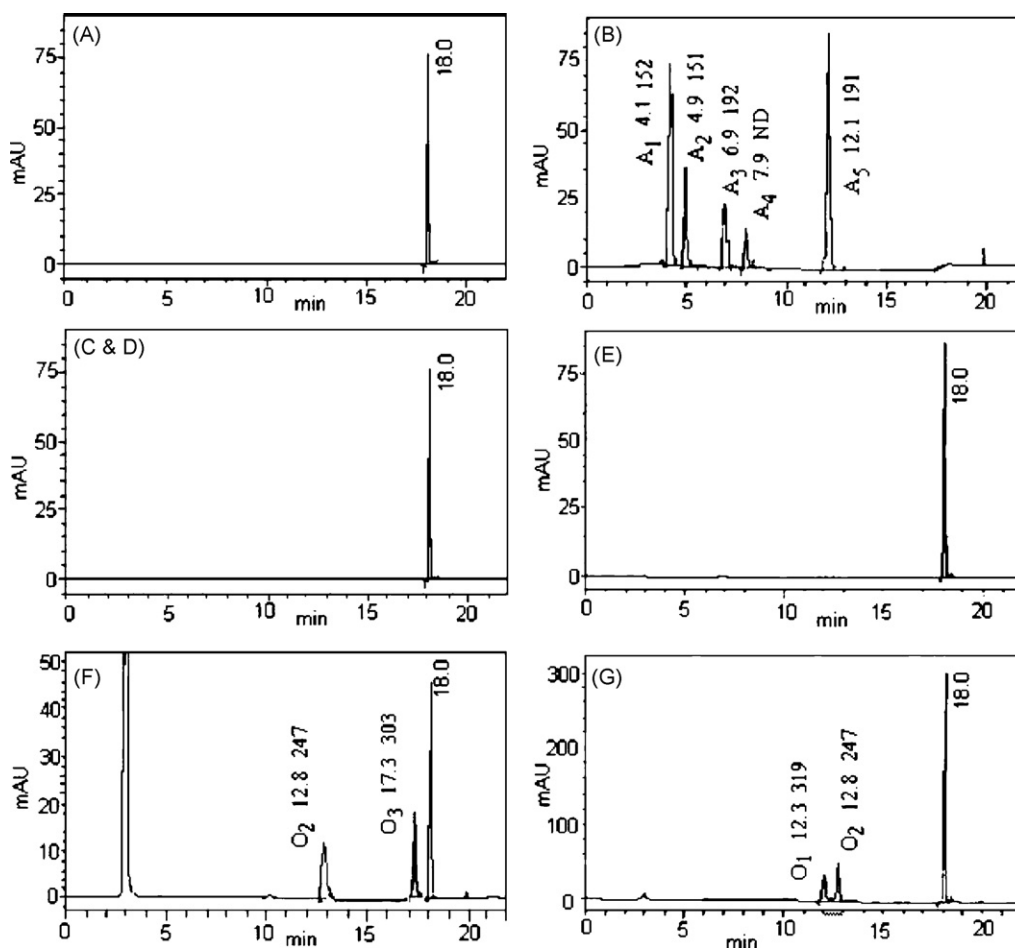 (A)
mAU
75
50
25
0
18.0
0 5 10 15 20
min
(B)
mAU
75
50
25
0
A1 4.1 152
A2 4.9 151
A3 6.9 192
A4 7.9 ND
A5 12.1 191
0 5 10 15 20
min
(C & D)
mAU
75
50
25
0
18.0
0 5 10 15 20
min
(E)
mAU
75
50
25
0
18.0
0 5 10 15 20
min
(F)
mAU
50
40
30
20
10
0
O2 12.8 247
O3 17.3 303
18.0
0 5 10 15 20
min
(G)
mAU
300
200
100
0
O1 12.3 319
O2 12.8 247
18.0
0 5 10 15 20
min